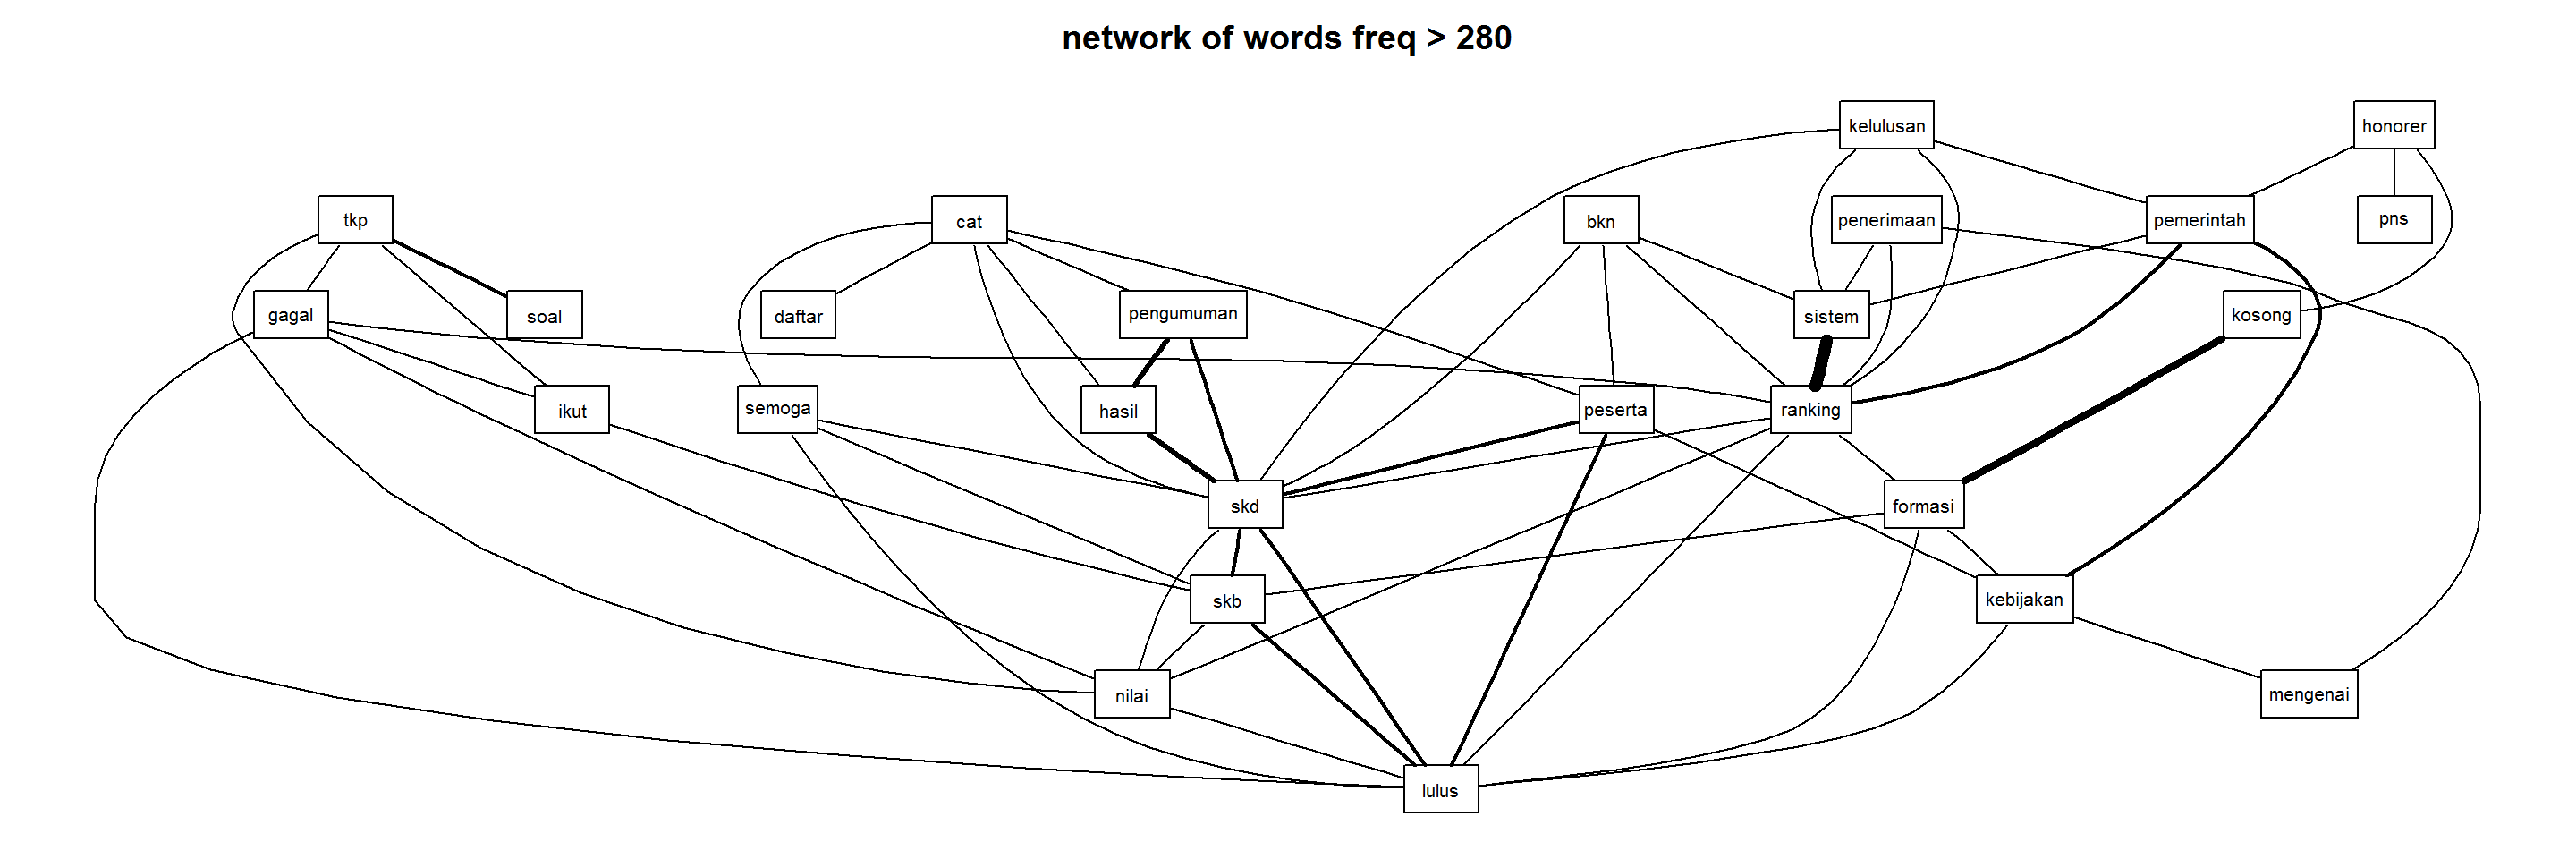 network of words freq > 280
kelulusan
honorer
tkp
cat
bkn
penerimaan
pemerintah
pns
gagal
soal
daftar
pengumuman
sistem
kosong
ikut
semoga
hasil
peserta
ranking
skd
formasi
skb
kebijakan
nilai
mengenai
lulus